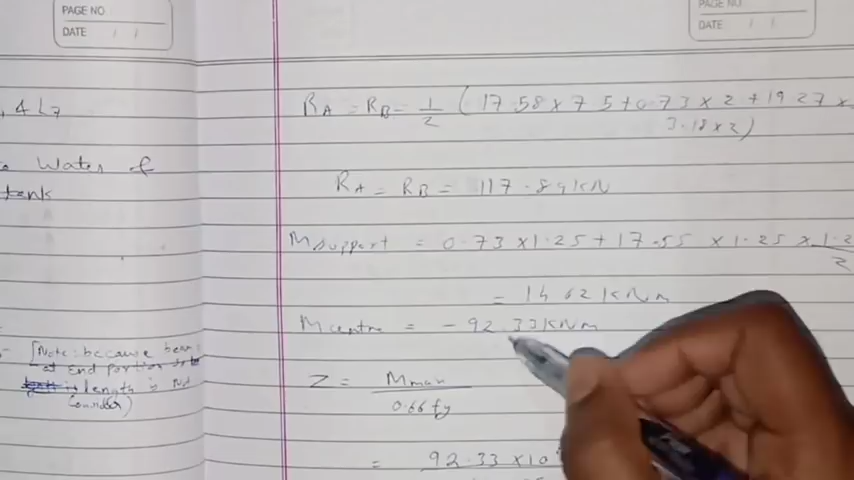 PAGE NO
DATE / /
, 4 L7
Water of
tank
[Note: because beam
at End portion
length is Not
Consider)
PAGE NO.
DATE / /
RA = RB = 1/2 (17.58 x 7 5 + 0.73 x 2 + 19 27 x
3.18 x 2)
RA = RB = 117.89 kN
Msupport = 0.73 x 1.25 + 17.55 x 1.25 x 1.2/2
= 14 62 kNm
Mcentre = - 92.33 kNm
Z = Mmax / 0.66 fy
= 92.33 x 10